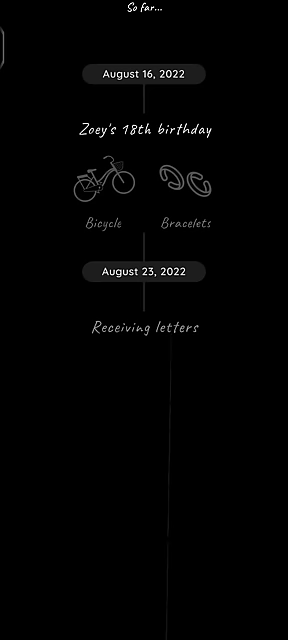 So far...
August 16, 2022
Zoey's 18th birthday
Bicycle Bracelets
August 23, 2022
Receiving letters